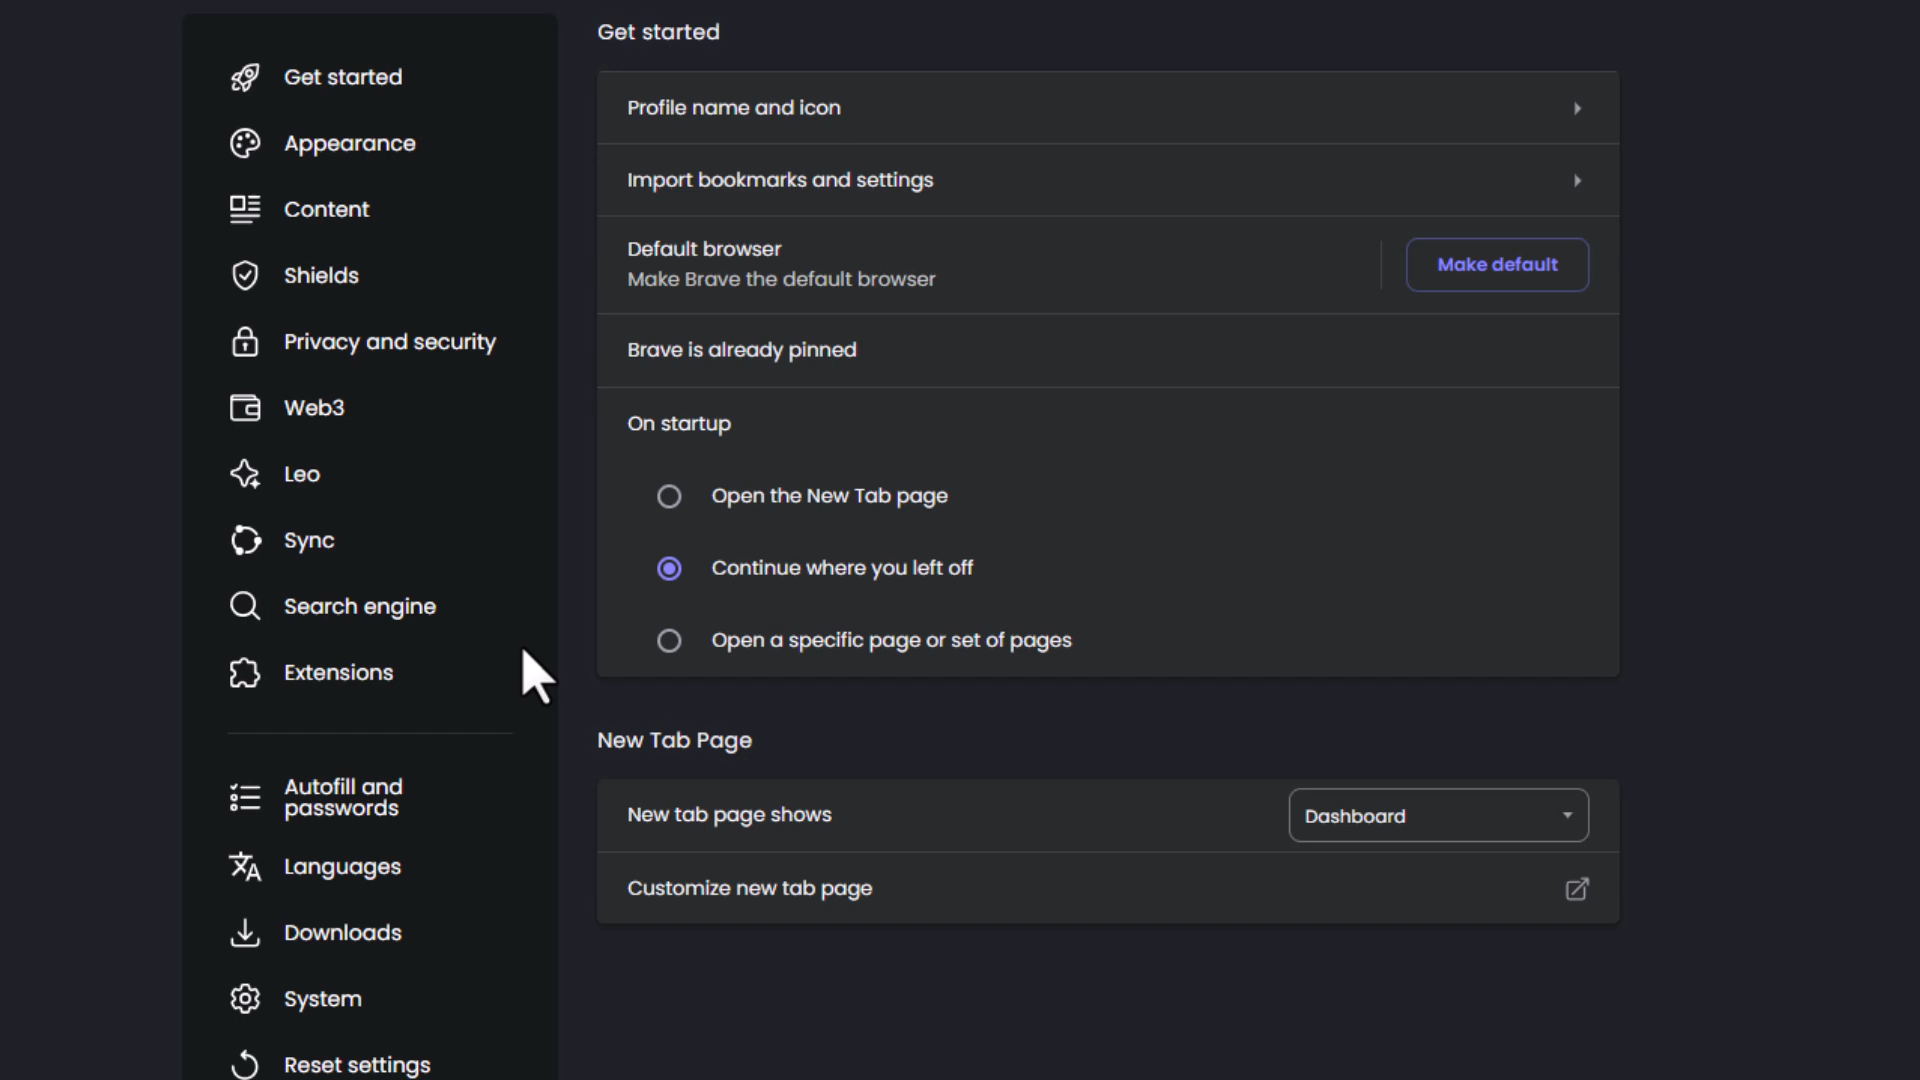 Get started
Appearance
Content
Shields
Privacy and security
Web3
Leo
Sync
Search engine
Extensions
Autofill and
passwords
Languages
Downloads
System
Reset settings
Get started
Profile name and icon
Import bookmarks and settings
Default browser
Make Brave the default browser
Make default
Brave is already pinned
On startup
Open the New Tab page
Continue where you left off
Open a specific page or set of pages
New Tab Page
New tab page shows
Dashboard
Customize new tab page